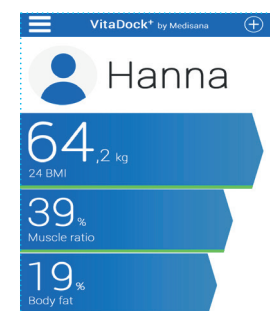 VitaDock+ by Medisana
Hanna
64,2 kg
24 BMI
39%
Muscle ratio
19%
Body fat